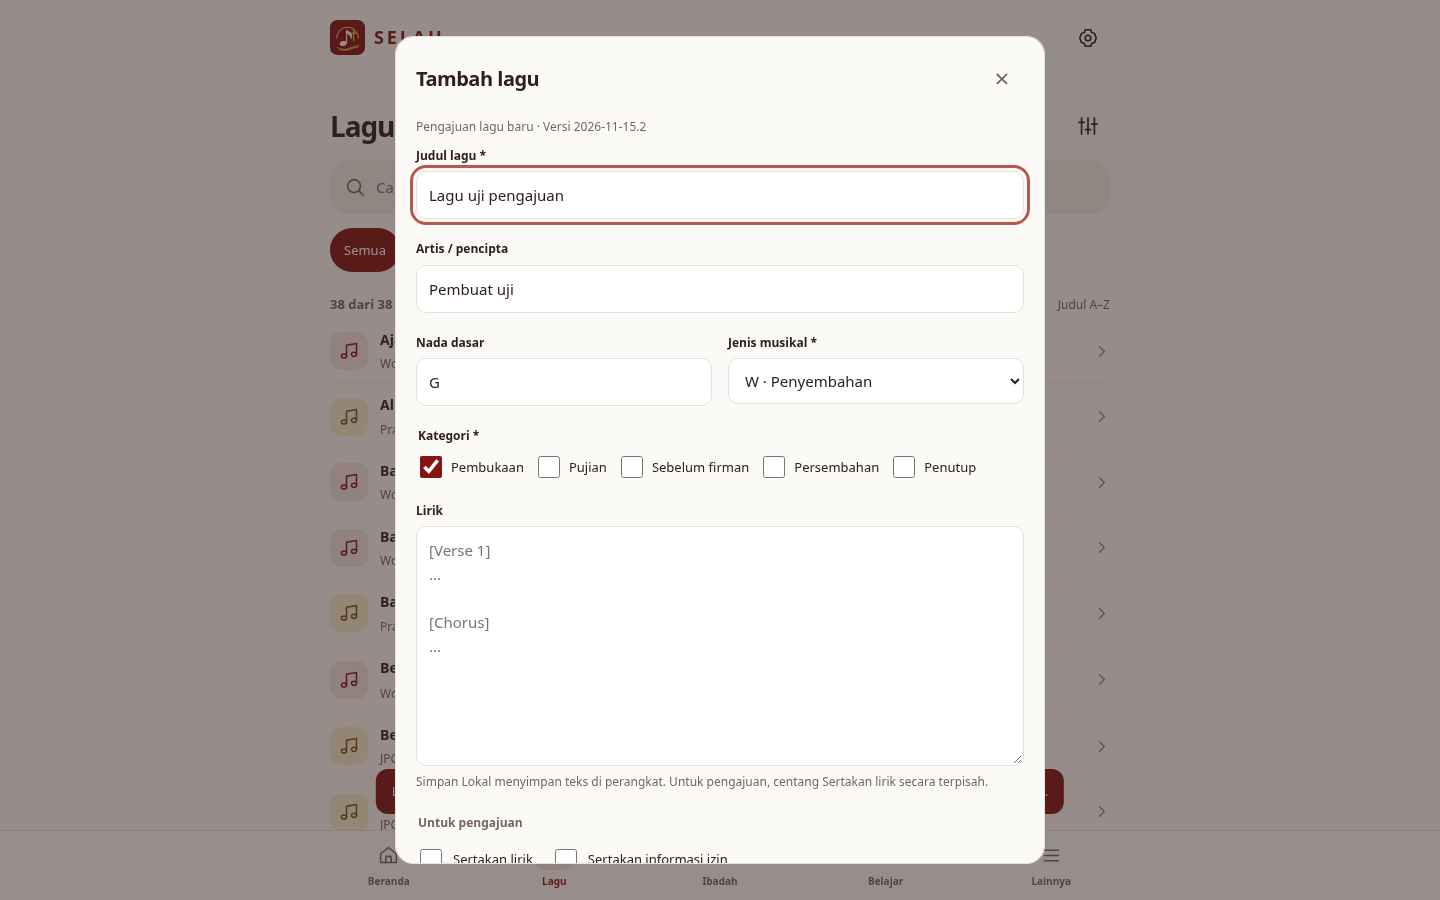 Tambah lagu
Pengajuan lagu baru · Versi 2026-11-15.2
Judul lagu *
Lagu uji pengajuan
Artis / pencipta
Pembuat uji
Nada dasar
Jenis musikal *
G
W · Penyembahan
Kategori *
Pembukaan
Pujian
Sebelum firman
Persembahan
Penutup
Lirik
[Verse 1]
...
[Chorus]
...
Simpan Lokal menyimpan teks di perangkat. Untuk pengajuan, centang Sertakan lirik secara terpisah.
Untuk pengajuan
Sertakan lirik
Sertakan informasi izin
Lagu
Semua
38 dari 38
Judul A–Z
Beranda
Lagu
Ibadah
Belajar
Lainnya